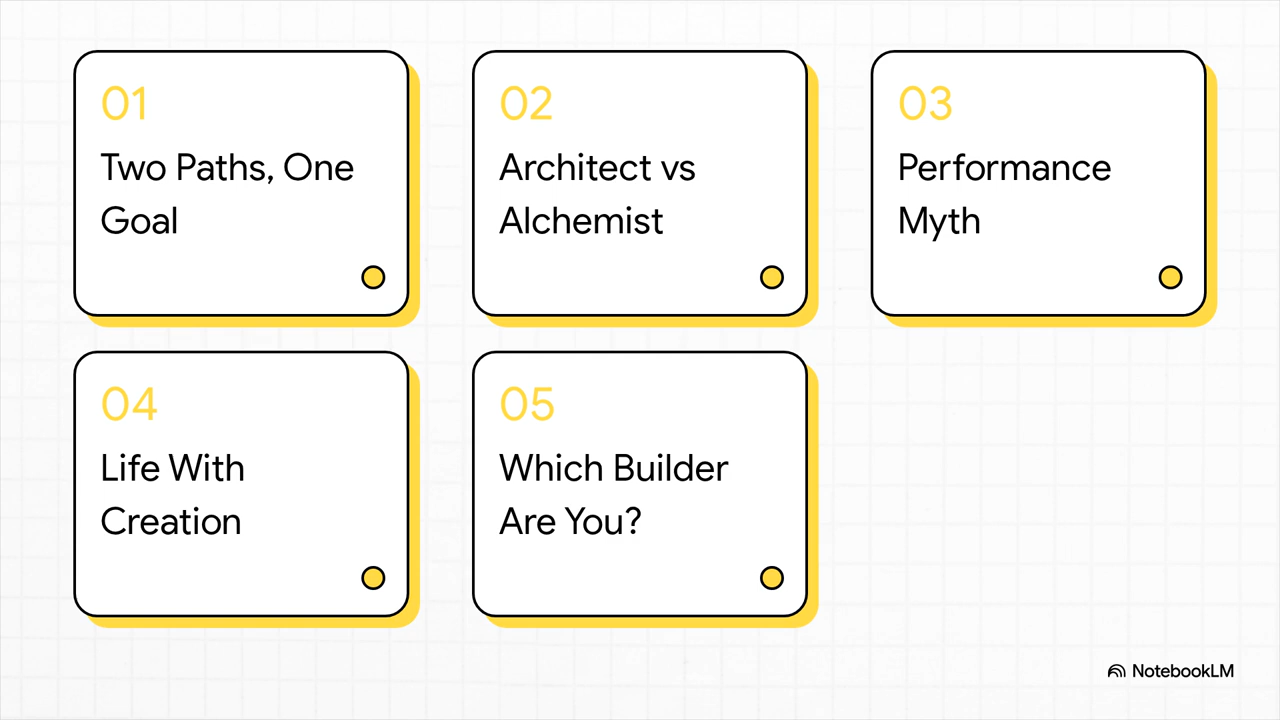 01
Two Paths, One
Goal
02
Architect vs
Alchemist
03
Performance
Myth
04
Life With
Creation
05
Which Builder
Are You?
NotebookLM